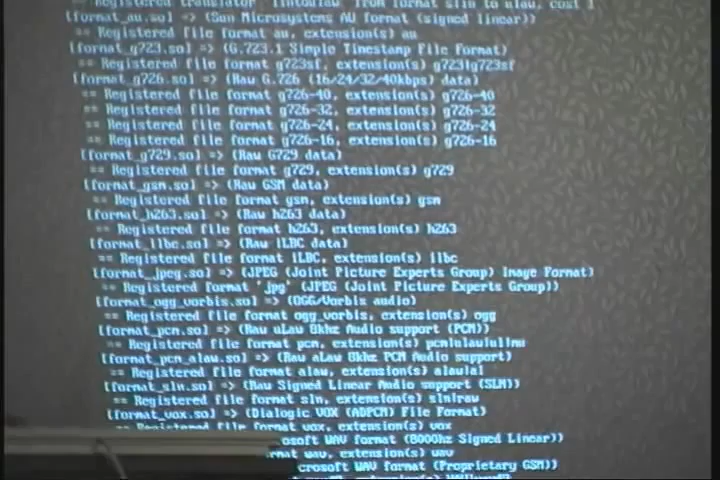 Registered translator 'lintoulaw' from format slin to ulaw, cost 1
[format_au.so] => (Sun Microsystems AU format (signed linear))
== Registered file format au, extension(s) au
[format_g723.so] => (G.723.1 Simple Timestamp File Format)
== Registered file format g723sf, extension(s) g723|g723sf
[format_g726.so] => (Raw G.726 (16/24/32/40kbps) data)
== Registered file format g726-40, extension(s) g726-40
== Registered file format g726-32, extension(s) g726-32
== Registered file format g726-24, extension(s) g726-24
== Registered file format g726-16, extension(s) g726-16
[format_g729.so] => (Raw G729 data)
== Registered file format g729, extension(s) g729
[format_gsm.so] => (Raw GSM data)
== Registered file format gsm, extension(s) gsm
[format_h263.so] => (Raw h263 data)
== Registered file format h263, extension(s) h263
[format_ilbc.so] => (Raw iLBC data)
== Registered file format iLBC, extension(s) ilbc
[format_jpeg.so] => (JPEG (Joint Picture Experts Group) Image Format)
== Registered format 'jpg' (JPEG (Joint Picture Experts Group))
[format_ogg_vorbis.so] => (OGG/Vorbis audio)
== Registered file format ogg_vorbis, extension(s) ogg
[format_pcm.so] => (Raw uLaw 8khz Audio support (PCM))
== Registered file format pcm, extension(s) pcm|ulaw|ul|mu
[format_pcm_alaw.so] => (Raw aLaw 8khz PCM Audio support)
== Registered file format alaw, extension(s) alaw|al
[format_sln.so] => (Raw Signed Linear Audio support (SLN))
== Registered file format sln, extension(s) sln|raw
[format_vox.so] => (Dialogic VOX (ADPCM) File Format)
== Registered file format vox, extension(s) vox
osoft WAV format (8000hz Signed Linear))
rmat wav, extension(s) wav
crosoft WAV format (Proprietary GSM))